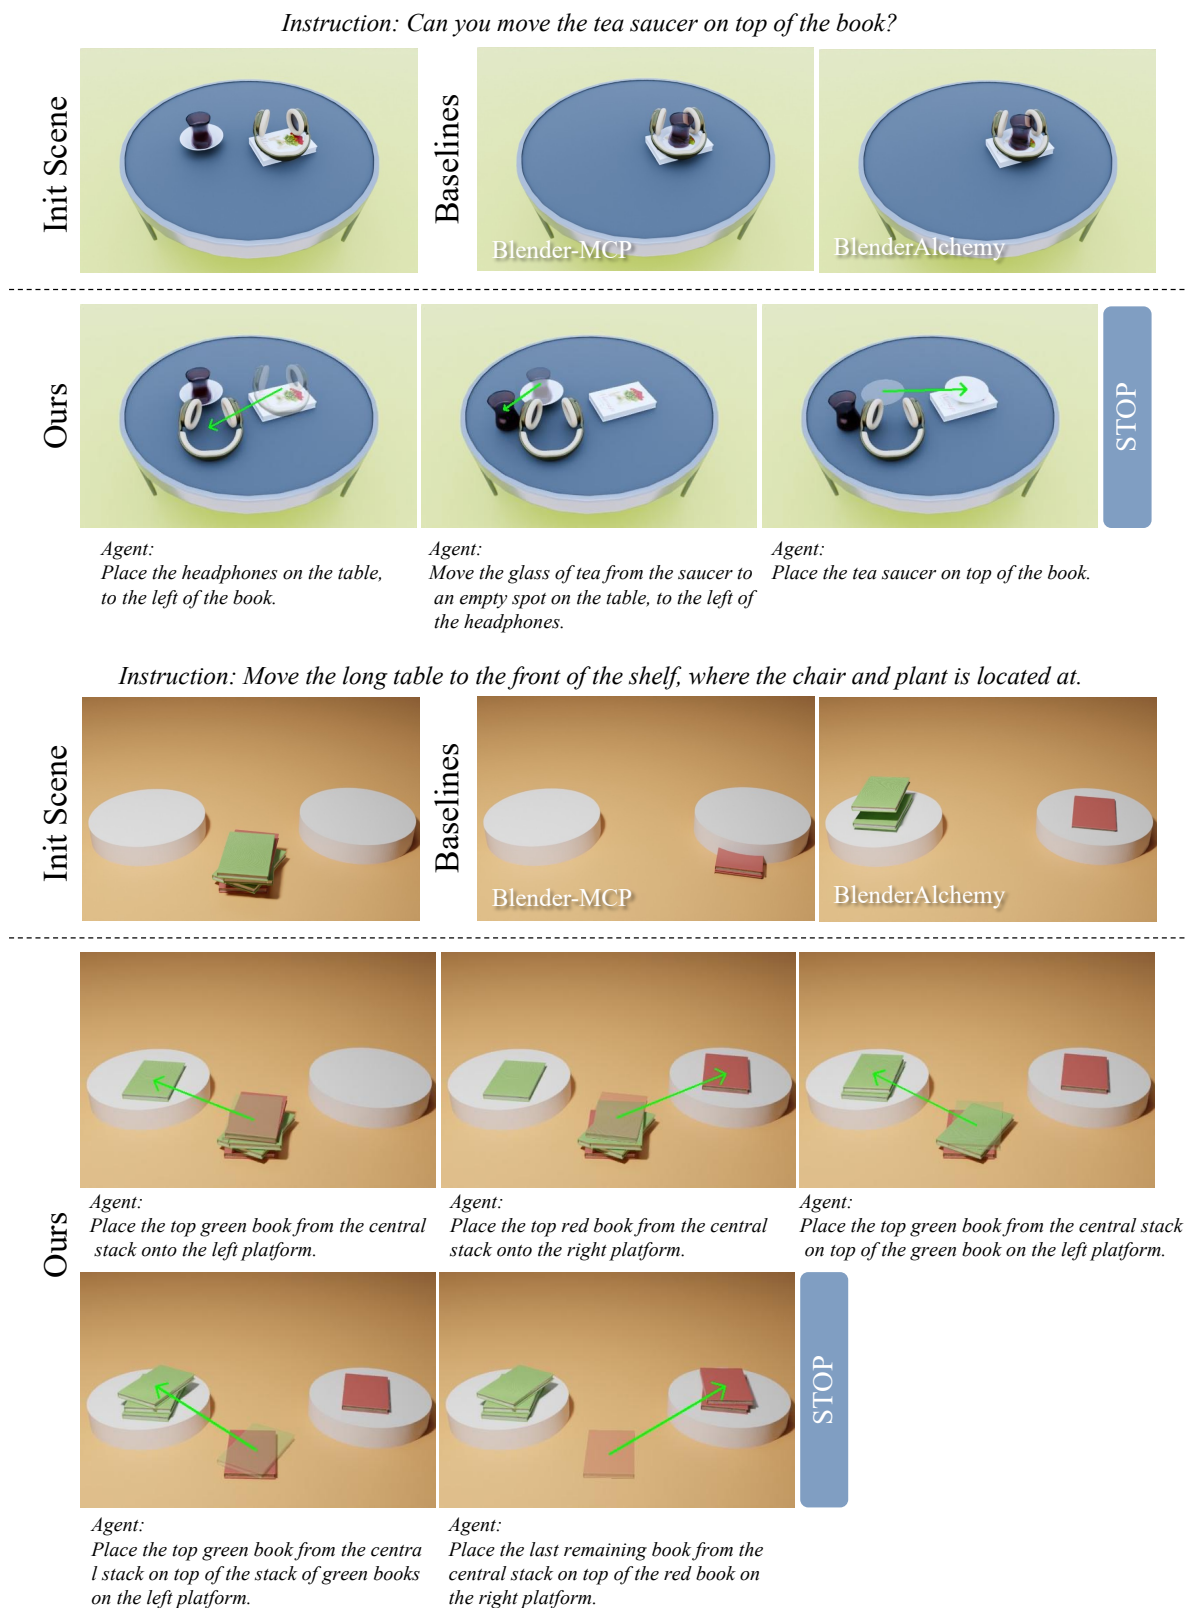 Instruction: Can you move the tea saucer on top of the book?
Init Scene
Baselines
Blender-MCP
BlenderAlchemy
Ours
STOP
Agent:
Place the headphones on the table,
to the left of the book.
Agent:
Move the glass of tea from the saucer to
an empty spot on the table, to the left of
the headphones.
Agent:
Place the tea saucer on top of the book.
Instruction: Move the long table to the front of the shelf, where the chair and plant is located at.
Init Scene
Baselines
Blender-MCP
BlenderAlchemy
Ours
Agent:
Place the top green book from the central
stack onto the left platform.
Agent:
Place the top red book from the central
stack onto the right platform.
Agent:
Place the top green book from the central stack
on top of the green book on the left platform.
STOP
Agent:
Place the top green book from the centra
l stack on top of the stack of green books
on the left platform.
Agent:
Place the last remaining book from the
central stack on top of the red book on
the right platform.